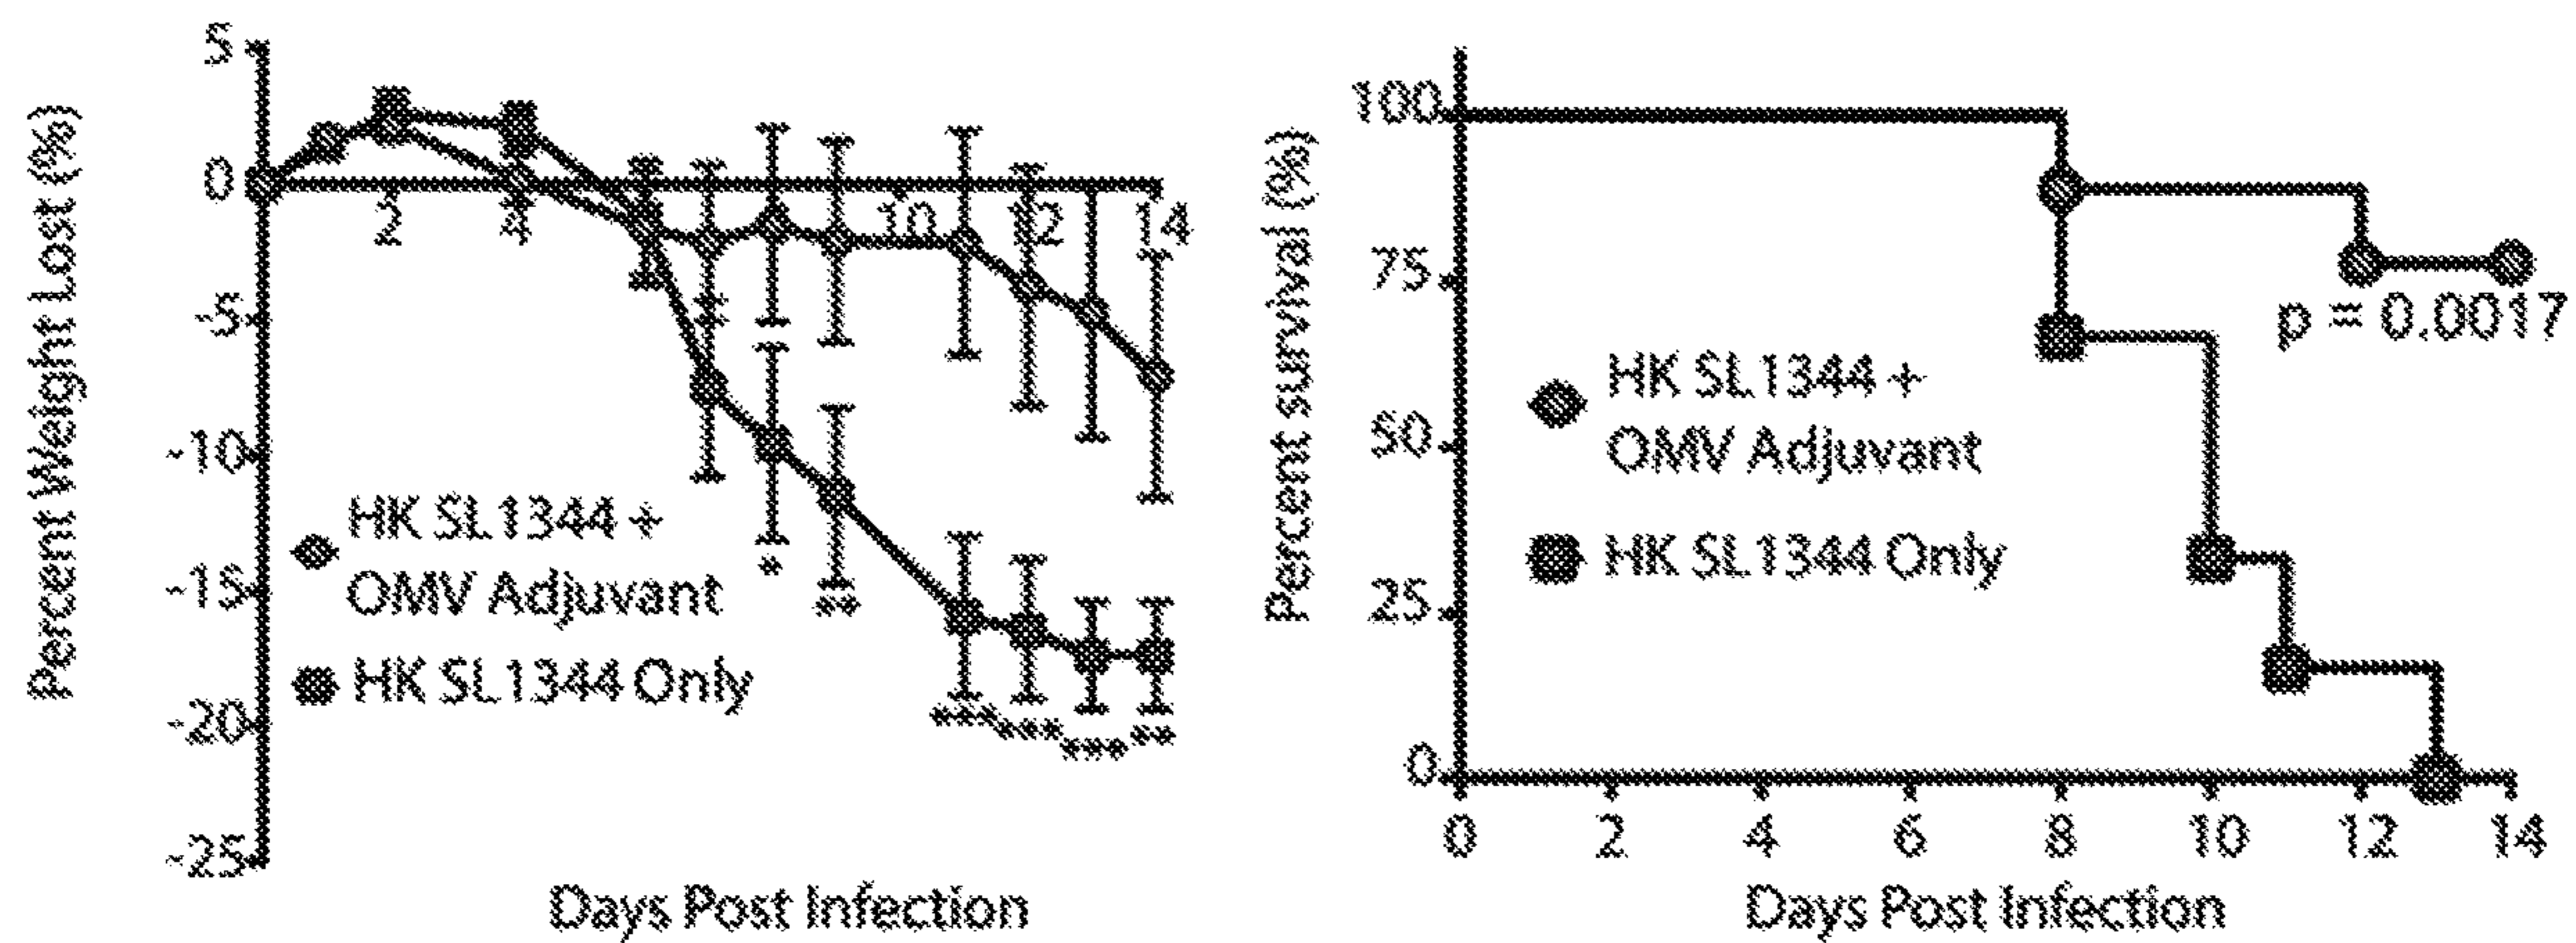 Percent Weight Lost (%)
5
0
-5
-10
-15
-20
-25
2
4
10
12
14
HK SL1344 +
OMV Adjuvant
HK SL1344 Only
*
**
***
***
***
**
Days Post Infection
Percent survival (%)
100
75
50
25
0
0 2 4 6 8 10 12 14
HK SL1344 +
OMV Adjuvant
HK SL1344 Only
p = 0.0017
Days Post Infection